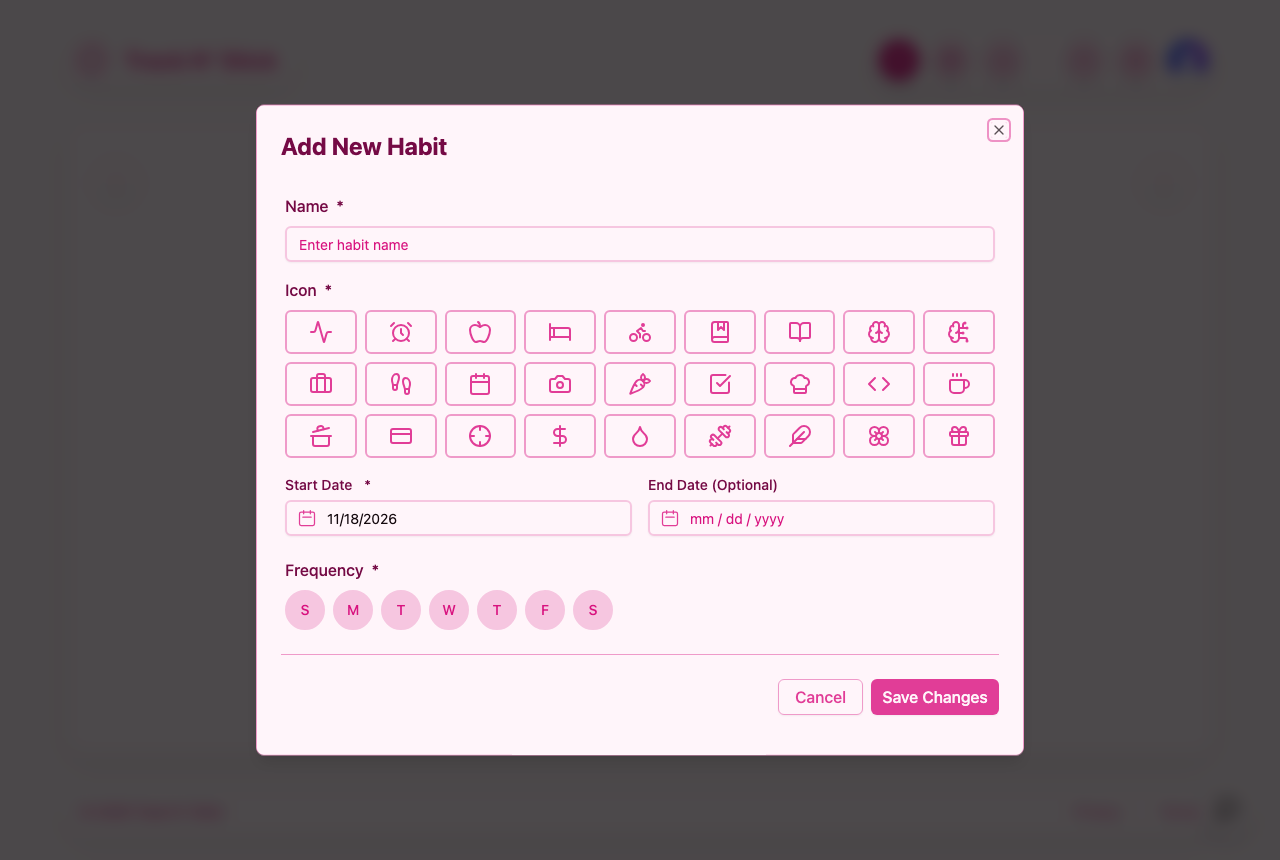 Add New Habit
Name *
Enter habit name
Icon *
Start Date *
End Date (Optional)
11/18/2026
mm / dd / yyyy
Frequency *
S M T W T F S
Cancel
Save Changes